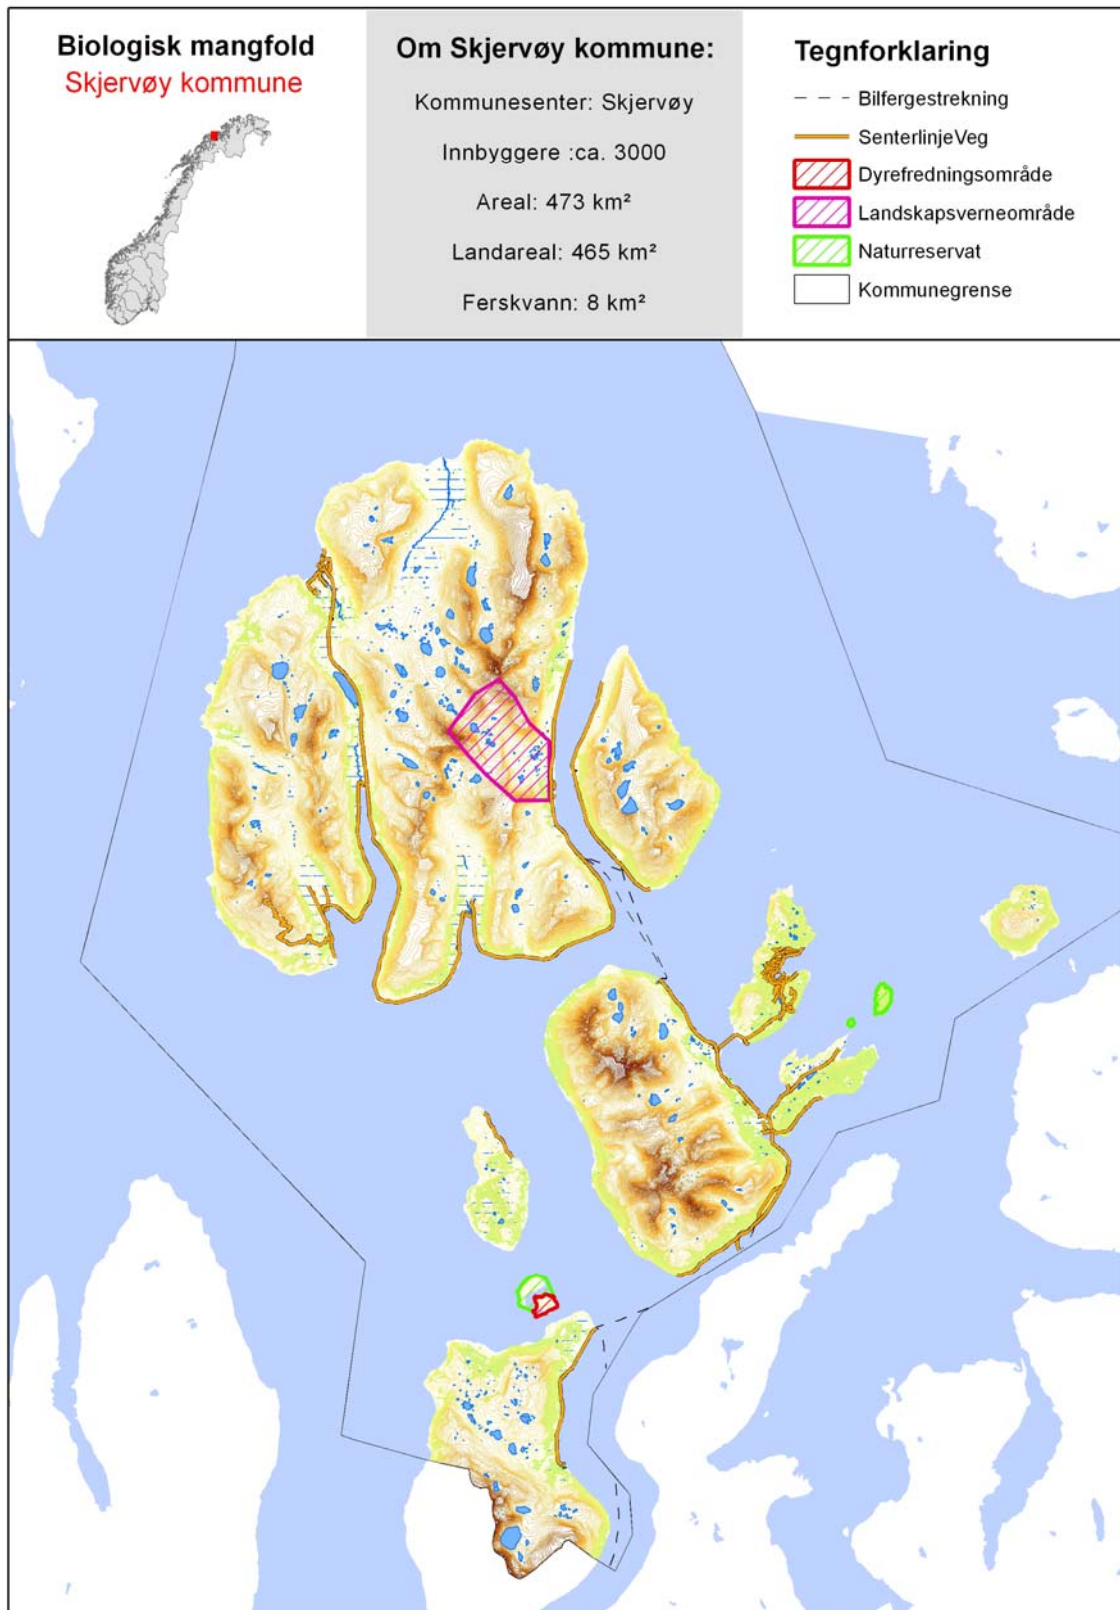 Biologisk mangfold
Skjervøy kommune
Om Skjervøy kommune:
Kommunesenter: Skjervøy
Innbyggere :ca. 3000
Areal: 473 km²
Landareal: 465 km²
Ferskvann: 8 km²
Tegnforklaring
Bilfergestrekning
SenterlinjeVeg
Dyrefredningsområde
Landskapsverneområde
Naturreservat
Kommunegrense